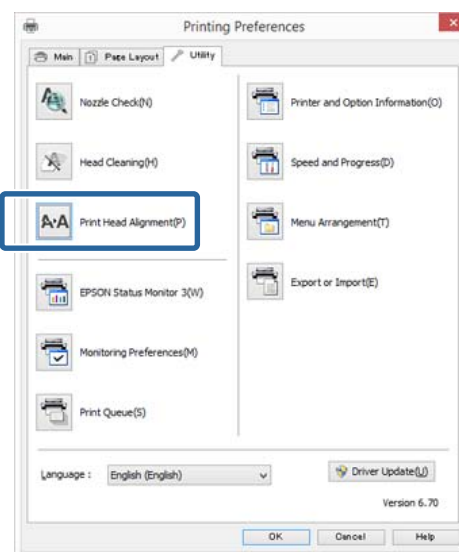 Printing Preferences
Main
Page Layout
Utility
Nozzle Check(N)
Head Cleaning(H)
A·A Print Head Alignment(P)
EPSON Status Monitor 3(W)
Monitoring Preferences(M)
Print Queue(S)
Printer and Option Information(O)
Speed and Progress(D)
Menu Arrangement(T)
Export or Import(E)
Language : English (English)
Driver Update(U)
Version 6.70
OK Cancel Help